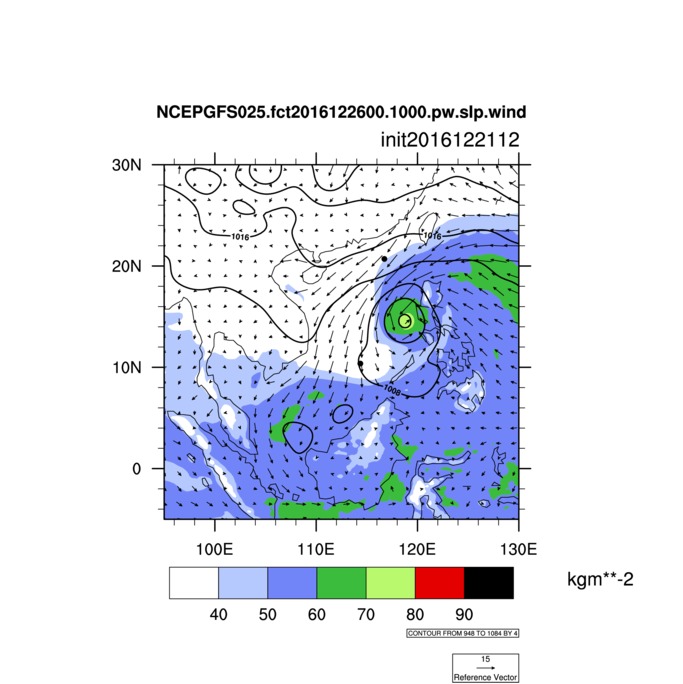 NCEPGFS025.fct2016122600.1000.pw.slp.wind
init2016122112
30N
1016
1016
20N
10N
1008
0
100E 110E 120E 130E
kgm**-2
40 50 60 70 80 90
CONTOUR FROM 948 TO 1084 BY 4
15
Reference Vector